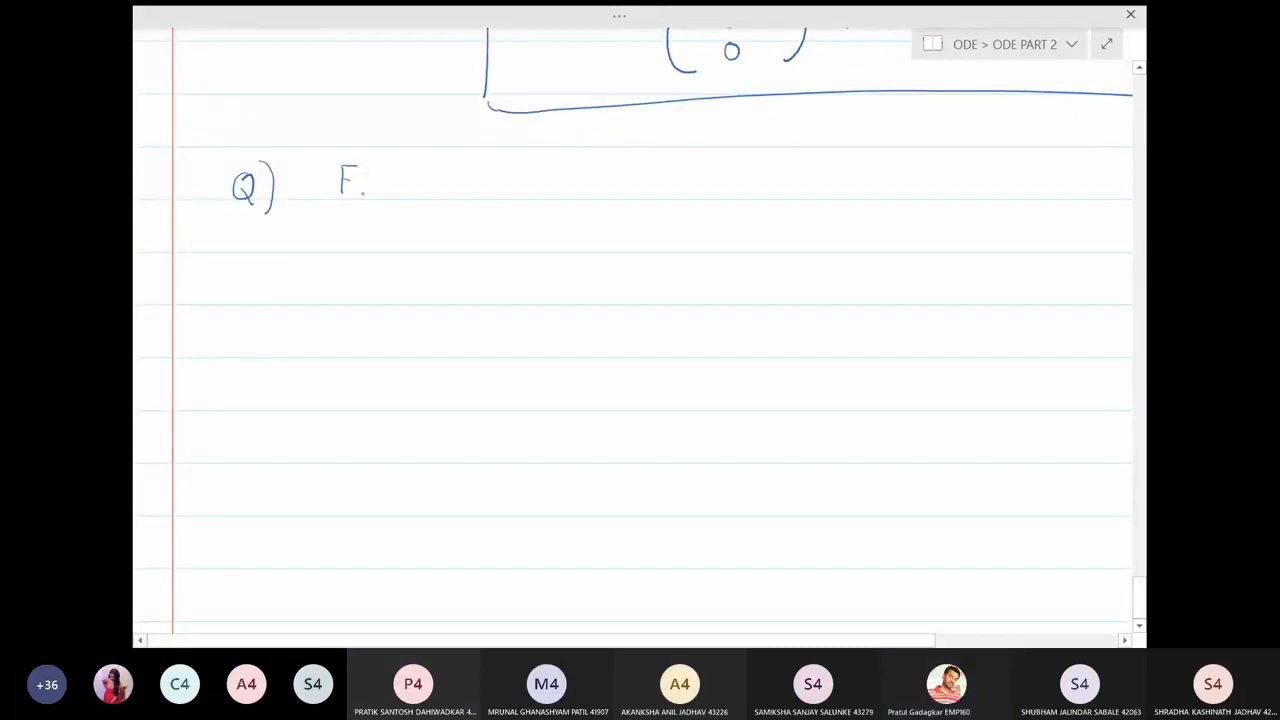 ...
0
ODE > ODE PART 2
Q) F.
+36
C4
A4
S4
P4
M4
A4
S4
S4
S4
PRATIK SANTOSH DAHIWADKAR 4...
MRUNAL GHANASHYAM PATIL 41907
AKANKSHA ANIL JADHAV 43226
SAMIKSHA SANJAY SALUNKE 43279
Pratul Gadagkar EMP160
SHUBHAM JALINDAR SABALE 42063
SHRADHA KASHINATH JADHAV 42...